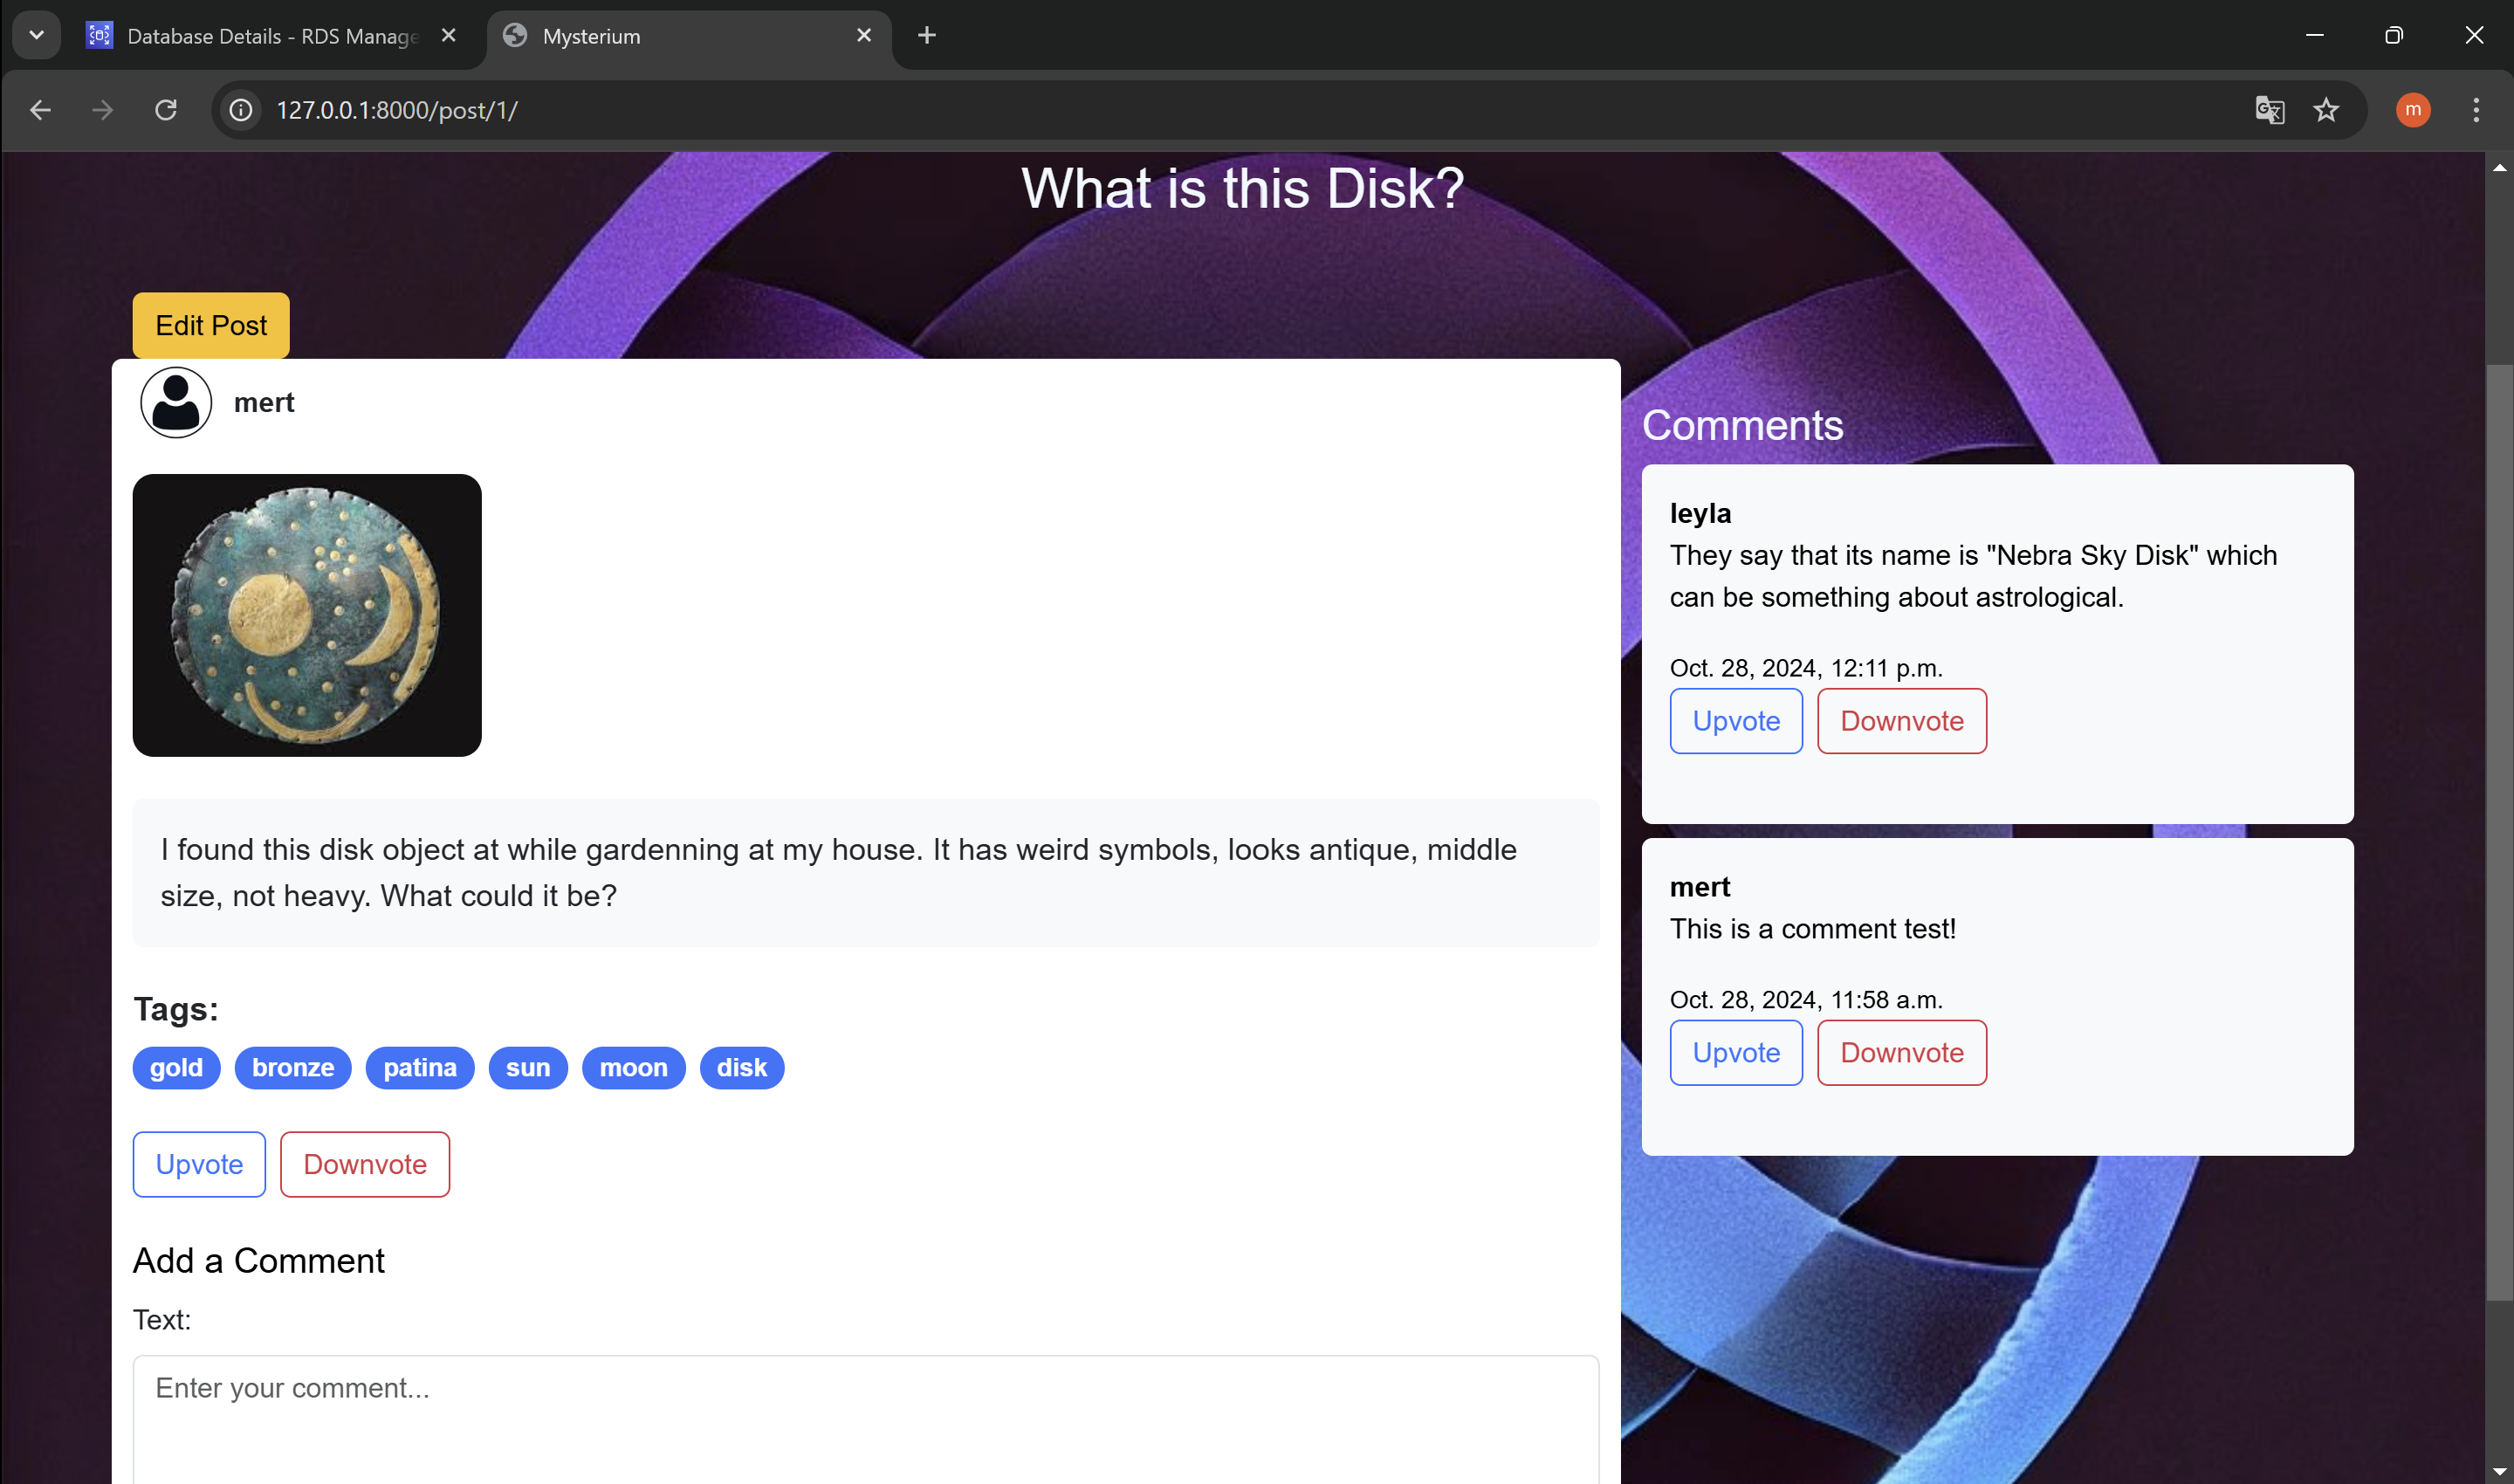 Database Details - RDS Manage
Mysterium
127.0.0.1:8000/post/1/
m
What is this Disk?
Edit Post
mert
I found this disk object at while gardenning at my house. It has weird symbols, looks antique, middle
size, not heavy. What could it be?
Tags:
gold bronze patina sun moon disk
Upvote Downvote
Add a Comment
Text:
Enter your comment...
Comments
leyla
They say that its name is "Nebra Sky Disk" which
can be something about astrological.
Oct. 28, 2024, 12:11 p.m.
Upvote Downvote
mert
This is a comment test!
Oct. 28, 2024, 11:58 a.m.
Upvote Downvote